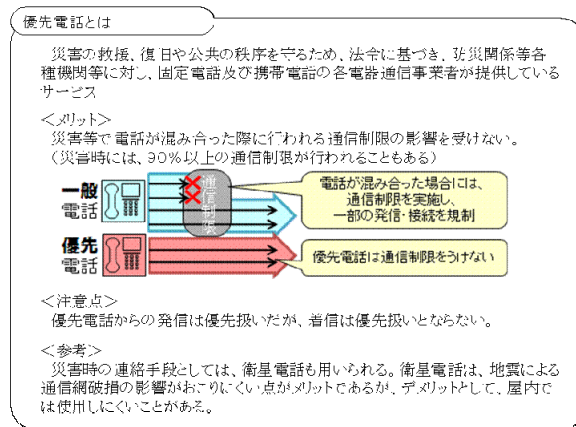 優先電話とは
災害の救援、復旧や公共の秩序を守るため、法令に基づき、防災関係等各
種機関等に対し、固定電話及び携帯電話の各電器通信事業者が提供している
サービス
＜メリット＞
災害等で電話が混み合った際に行われる通信制限の影響を受けない。
（災害時には、90％以上の通信制限が行われることもある）
一般
電話
通信制限
電話が混み合った場合には、
通信制限を実施し、
一部の発信・接続を規制
優先
電話
優先電話は通信制限をうけない
＜注意点＞
優先電話からの発信は優先扱いだが、着信は優先扱いとならない。
＜参考＞
災害時の連絡手段としては、衛星電話も用いられる。衛星電話は、地震による
通信網破損の影響がおこりにくい点がメリットであるが、デメリットとして、屋内で
は使用しにくいことがある。